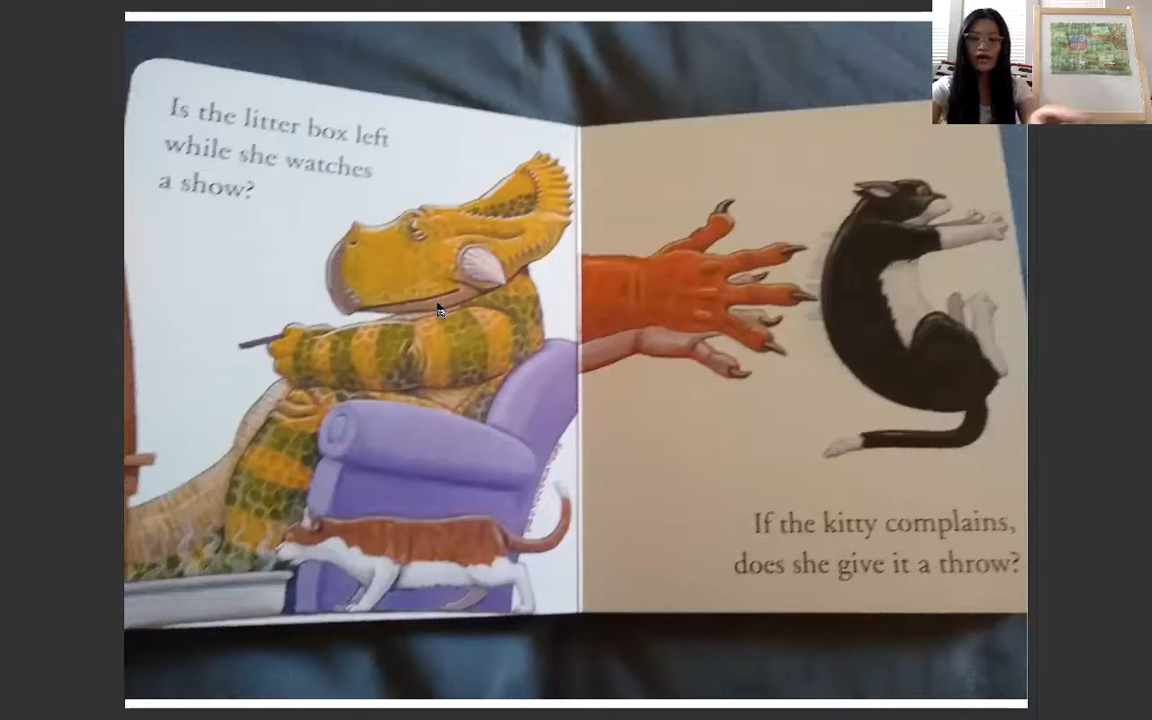 Is the litter box left
while she watches
a show?
If the kitty complains,
does she give it a throw?